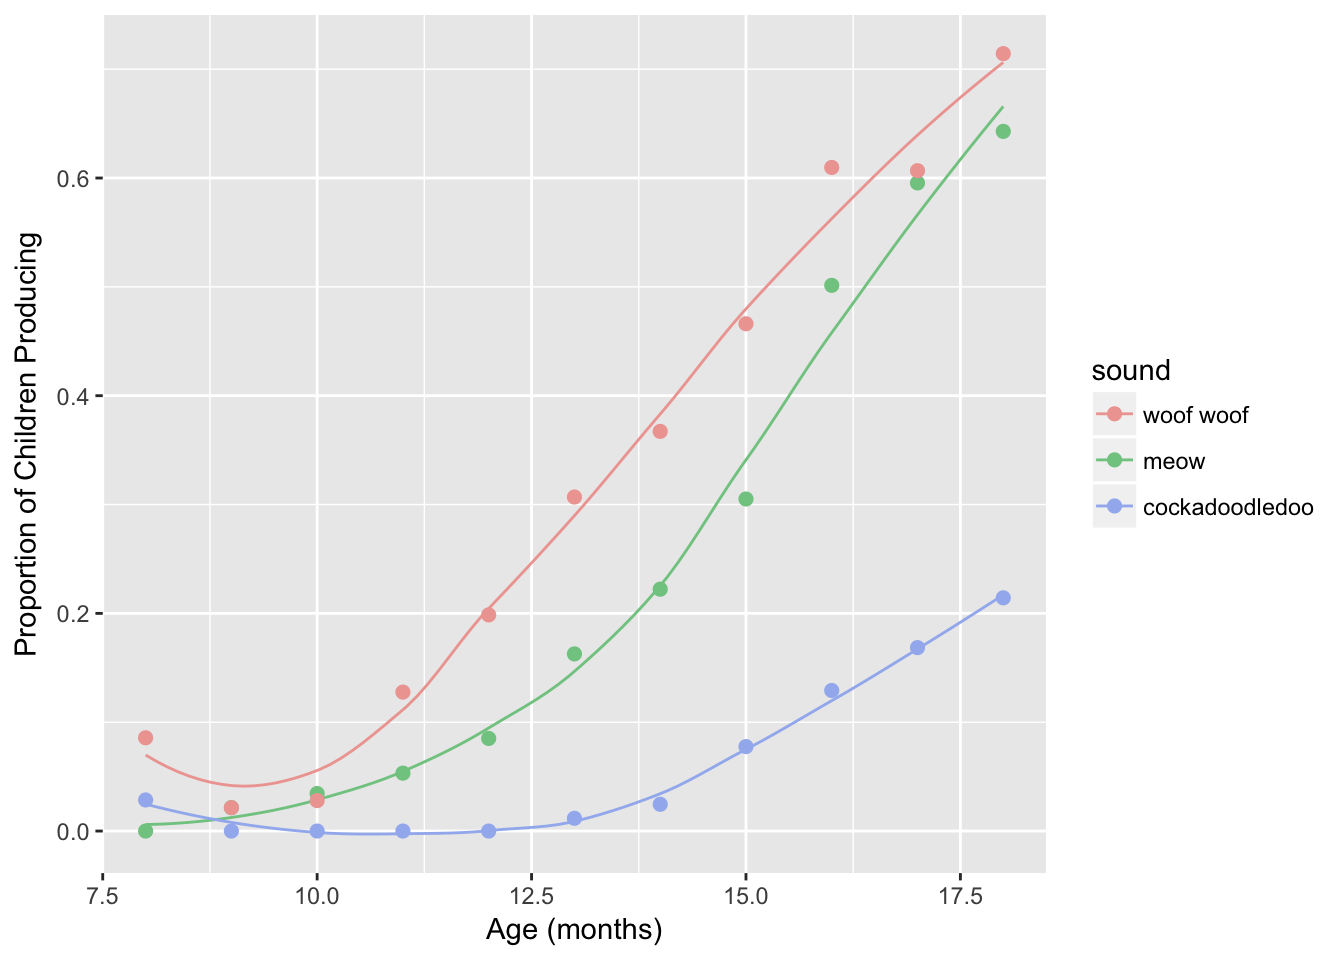 Proportion of Children Producing
0.6
0.4
0.2
0.0
7.5 10.0 12.5 15.0 17.5
Age (months)
sound
woof woof
meow
cockadoodledoo